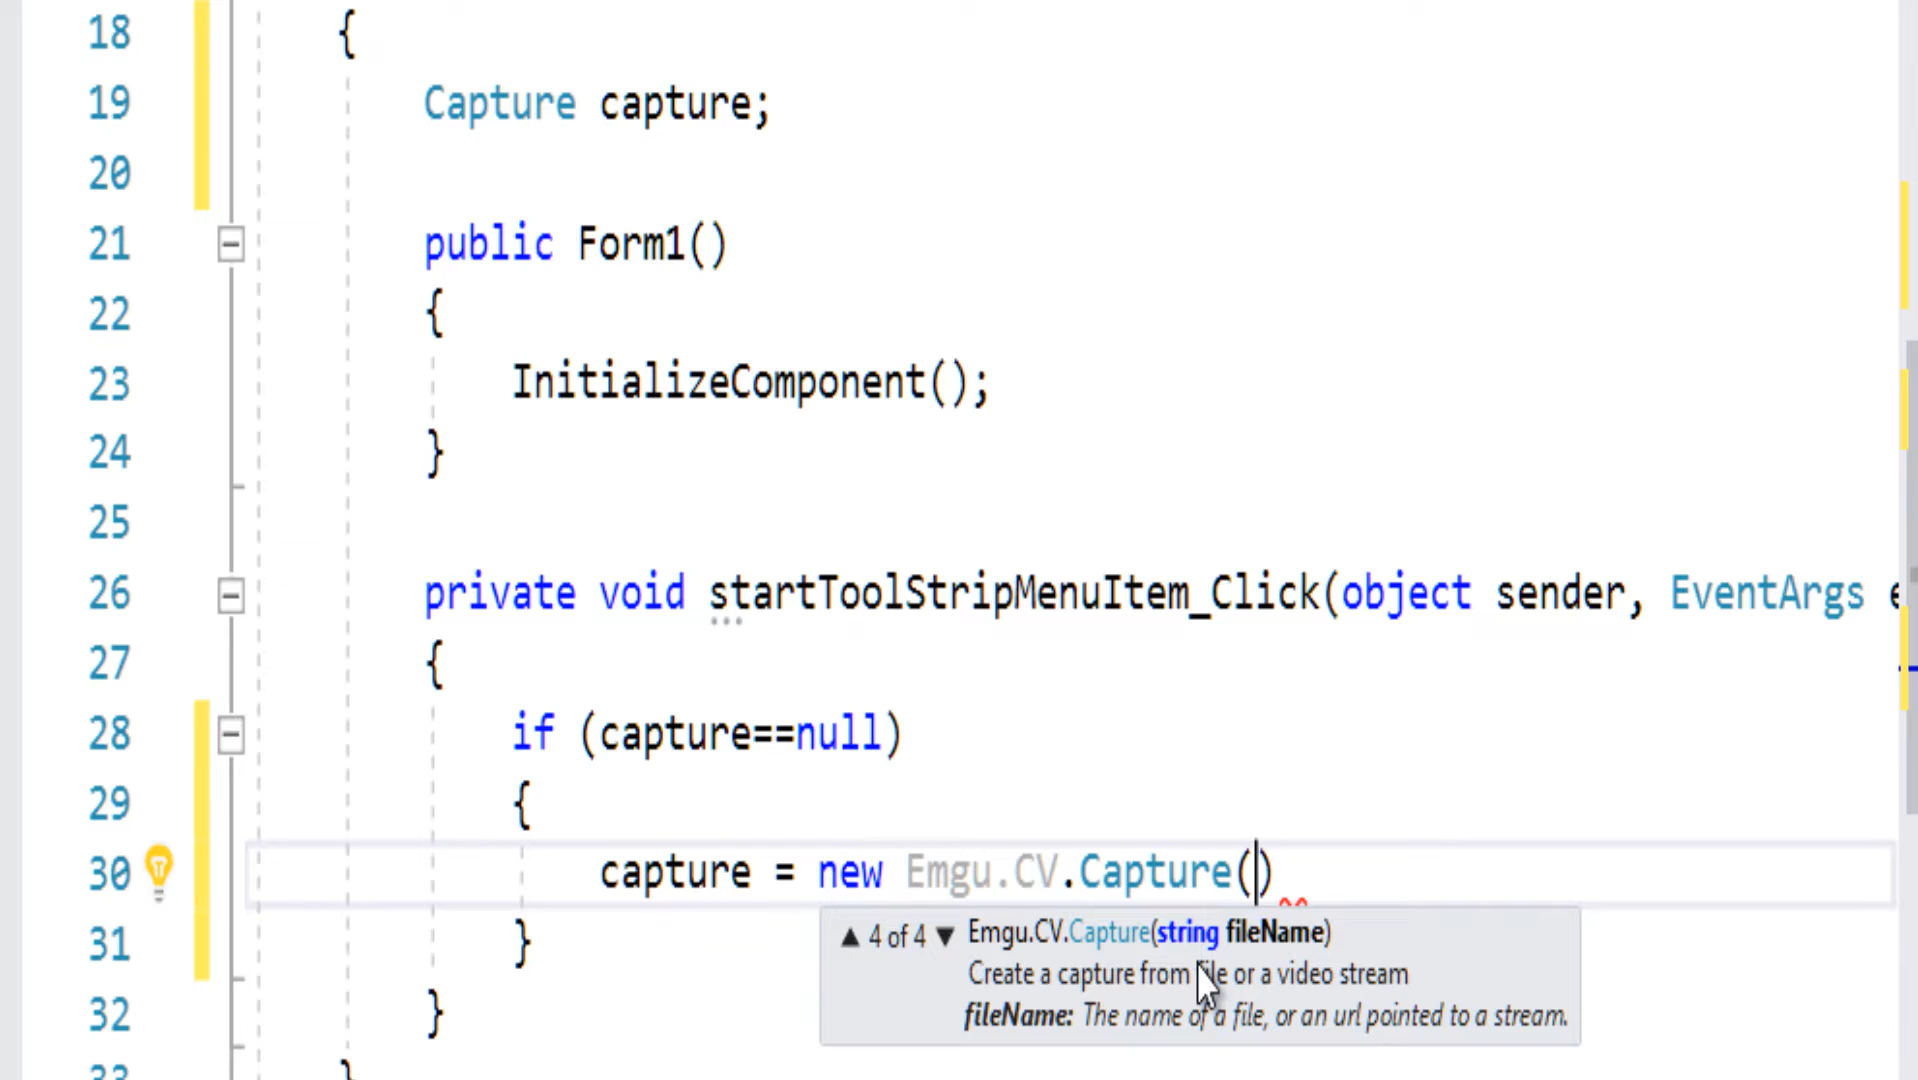 18 {
19 Capture capture;
20
21 public Form1()
22 {
23 InitializeComponent();
24 }
25
26 private void startToolStripMenuItem_Click(object sender, EventArgs e
27 {
28 if (capture==null)
29 {
30 capture = new Emgu.CV.Capture()
▲ 4 of 4 ▼ Emgu.CV.Capture(string fileName)
Create a capture from file or a video stream
fileName: The name of a file, or an url pointed to a stream.
31 }
32 }
33 }